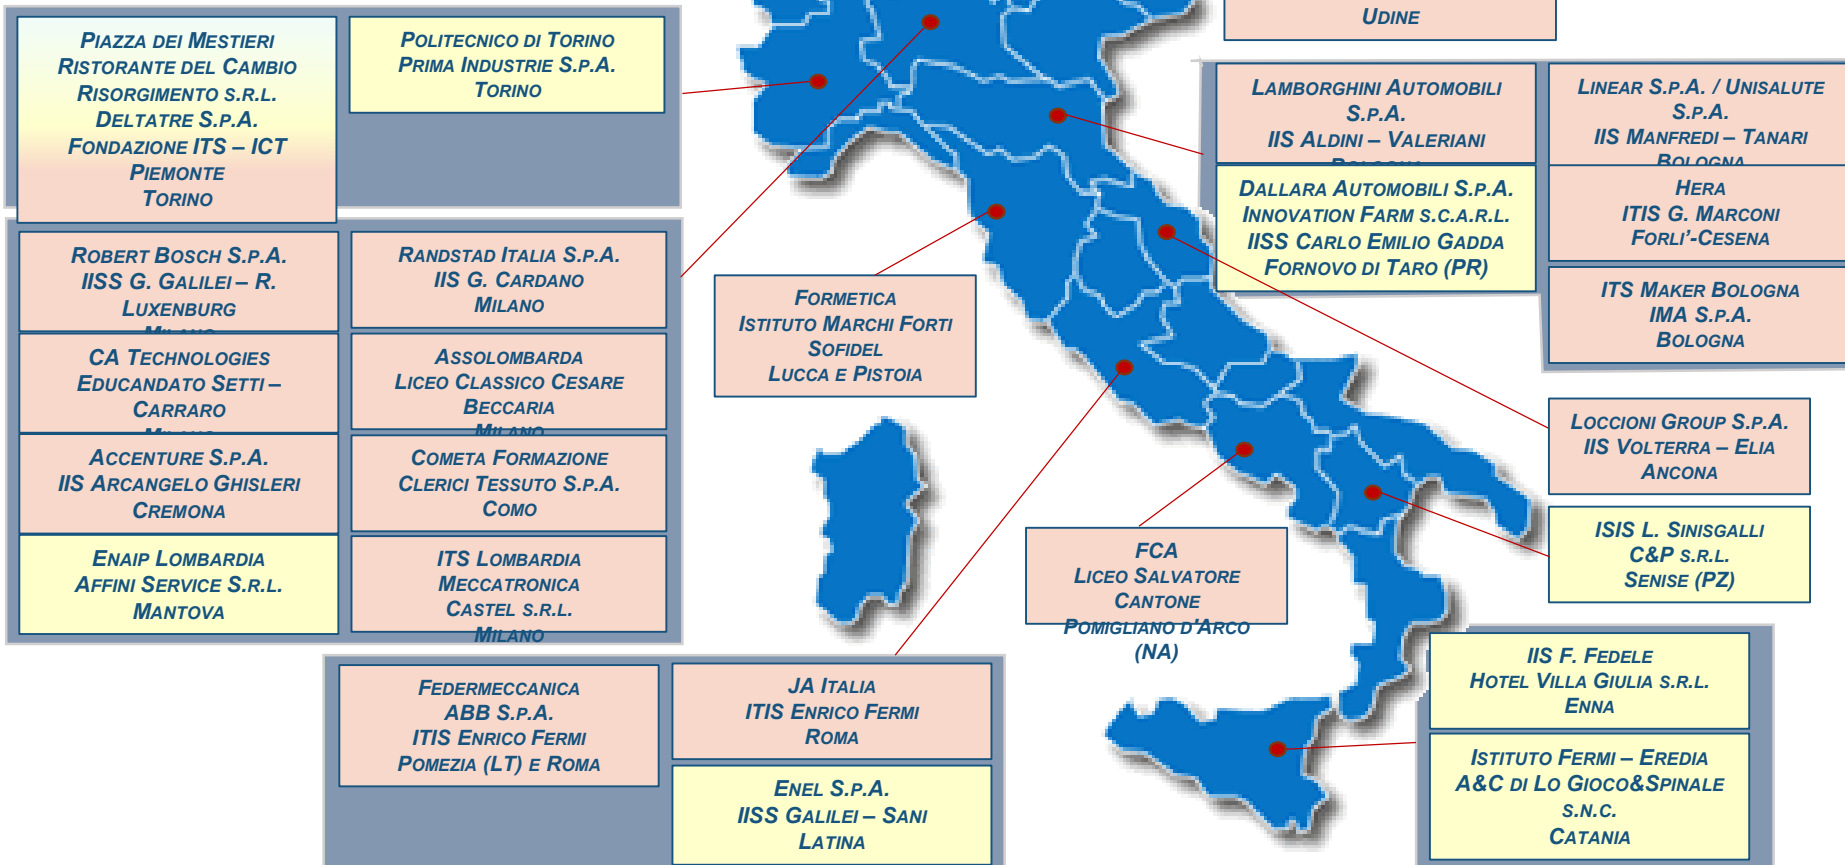 Piazza dei Mestieri
Ristorante del Cambio
Risorgimento s.r.l.
Deltatre S.p.A.
Fondazione ITS – ICT
Piemonte
Torino
Politecnico di Torino
Prima Industrie S.p.A.
Torino
Udine
Lamborghini Automobili
S.p.A.
IIS Aldini – Valeriani
Bologna
Linear S.p.A. / Unisalute
S.p.A.
IIS Manfredi – Tanari
Bologna
Dallara Automobili S.p.A.
Innovation Farm s.c.a.r.l.
IISS Carlo Emilio Gadda
Fornovo di Taro (PR)
Hera
ITIS G. Marconi
Forli'-Cesena
ITS Maker Bologna
IMA S.p.A.
Bologna
Robert Bosch S.p.A.
IISS G. Galilei – R.
Luxenburg
Milano
Randstad Italia S.p.A.
IIS G. Cardano
Milano
CA Technologies
Educandato Setti –
Carraro
Milano
Assolombarda
Liceo Classico Cesare
Beccaria
Milano
Accenture S.p.A.
IIS Arcangelo Ghisleri
Cremona
Cometa Formazione
Clerici Tessuto S.p.A.
Como
Enaip Lombardia
Affini Service S.r.l.
Mantova
ITS Lombardia
Meccatronica
Castel s.r.l.
Milano
Formetica
Istituto Marchi Forti
Sofidel
Lucca e Pistoia
Loccioni Group S.p.A.
IIS Volterra – Elia
Ancona
ISIS L. Sinisgalli
C&P s.r.l.
Senise (PZ)
FCA
Liceo Salvatore
Cantone
Pomigliano d'Arco
(NA)
Federmeccanica
ABB S.p.A.
ITIS Enrico Fermi
Pomezia (LT) e Roma
JA Italia
ITIS Enrico Fermi
Roma
Enel S.p.A.
IISS Galilei – Sani
Latina
IIS F. Fedele
Hotel Villa Giulia s.r.l.
Enna
Istituto Fermi – Eredia
A&C di Lo Gioco&Spinale
s.n.c.
Catania